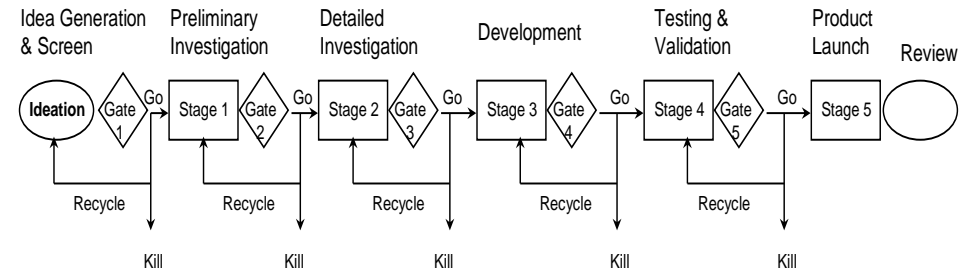 Idea Generation
& Screen
Preliminary
Investigation
Detailed
Investigation
Development
Testing &
Validation
Product
Launch
Review
Ideation
Gate
1
Go
Stage 1
Gate
2
Go
Stage 2
Gate
3
Go
Stage 3
Gate
4
Go
Stage 4
Gate
5
Go
Stage 5
Recycle
Recycle
Recycle
Recycle
Recycle
Kill
Kill
Kill
Kill
Kill